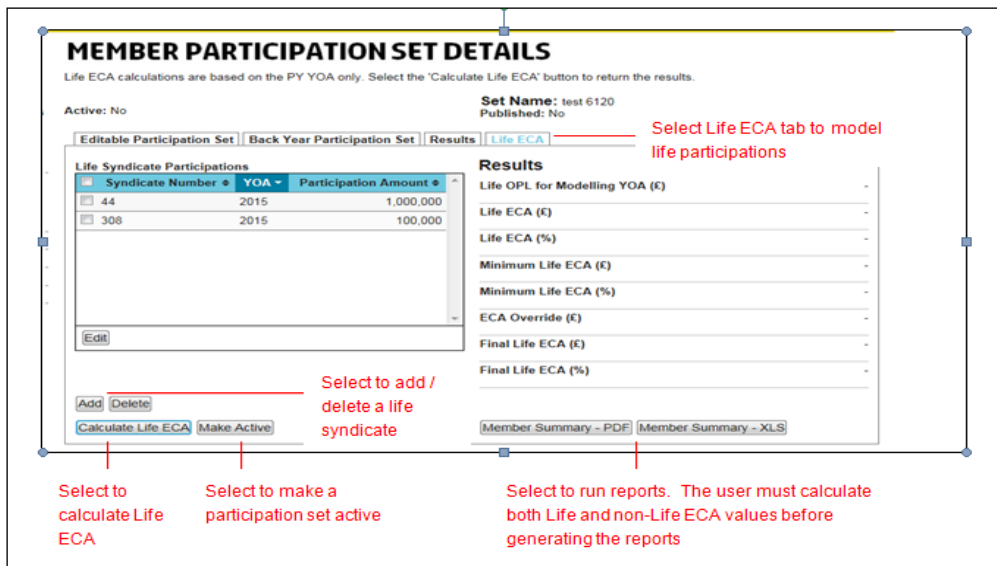 MEMBER PARTICIPATION SET DETAILS
Life ECA calculations are based on the PY YOA only. Select the 'Calculate Life ECA' button to return the results.
Active: No
Set Name: test 6120
Published: No
Select Life ECA tab to model
life participations
Editable Participation Set Back Year Participation Set Results Life ECA
Life Syndicate Participations
Syndicate Number YOA Participation Amount
44 2015 1,000,000
308 2015 100,000
Edit
Results
Life OPL for Modelling YOA (£) -
Life ECA (£) -
Life ECA (%) -
Minimum Life ECA (£) -
Minimum Life ECA (%) -
ECA Override (£) -
Final Life ECA (£) -
Final Life ECA (%) -
Select to add /
delete a life
syndicate
Add Delete
Calculate Life ECA Make Active
Member Summary - PDF Member Summary - XLS
Select to
calculate Life
ECA
Select to make a
participation set active
Select to run reports. The user must calculate
both Life and non-Life ECA values before
generating the reports